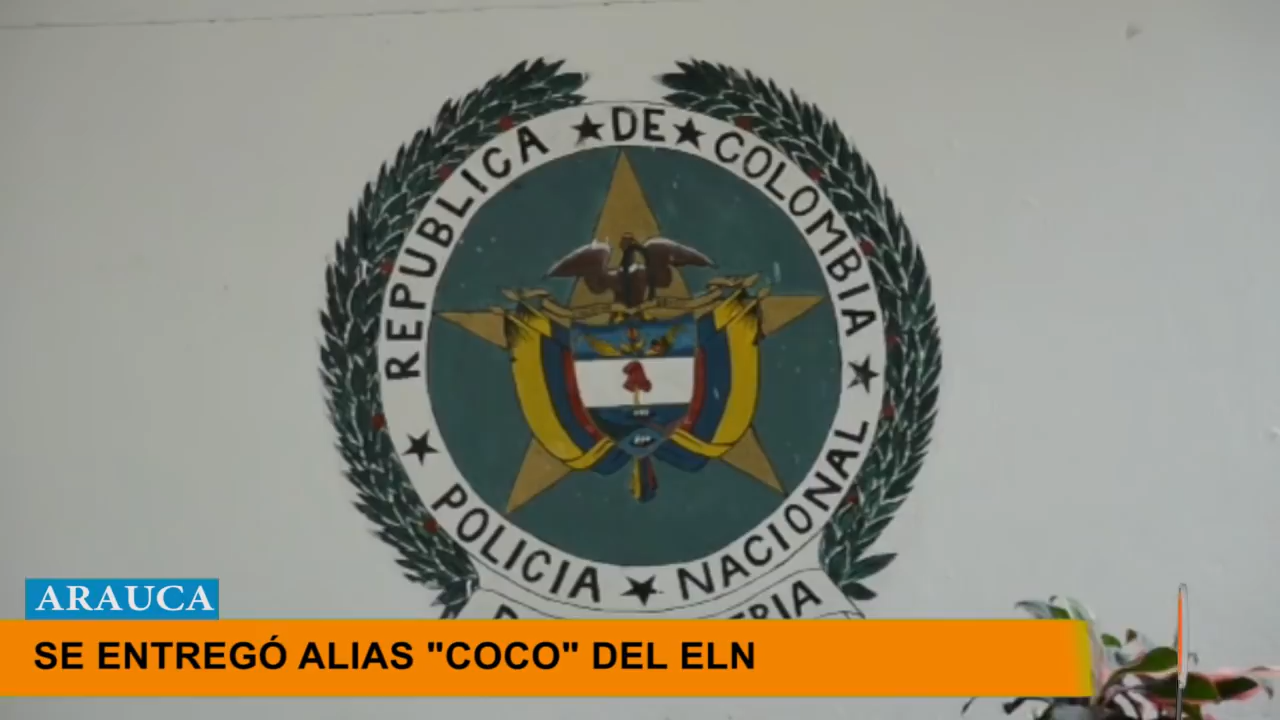 REPUBLICA ★ DE ★ COLOMBIA ★
★ POLICIA ★ NACIONAL
ARAUCA
SE ENTREGÓ ALIAS "COCO" DEL ELN